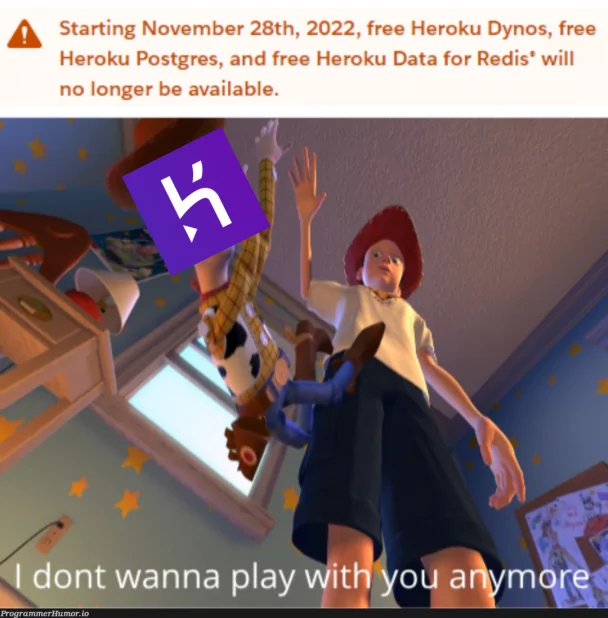 Starting November 28th, 2022, free Heroku Dynos, free
Heroku Postgres, and free Heroku Data for Redis® will
no longer be available.
I dont wanna play with you anymore
ProgrammerHumor.io